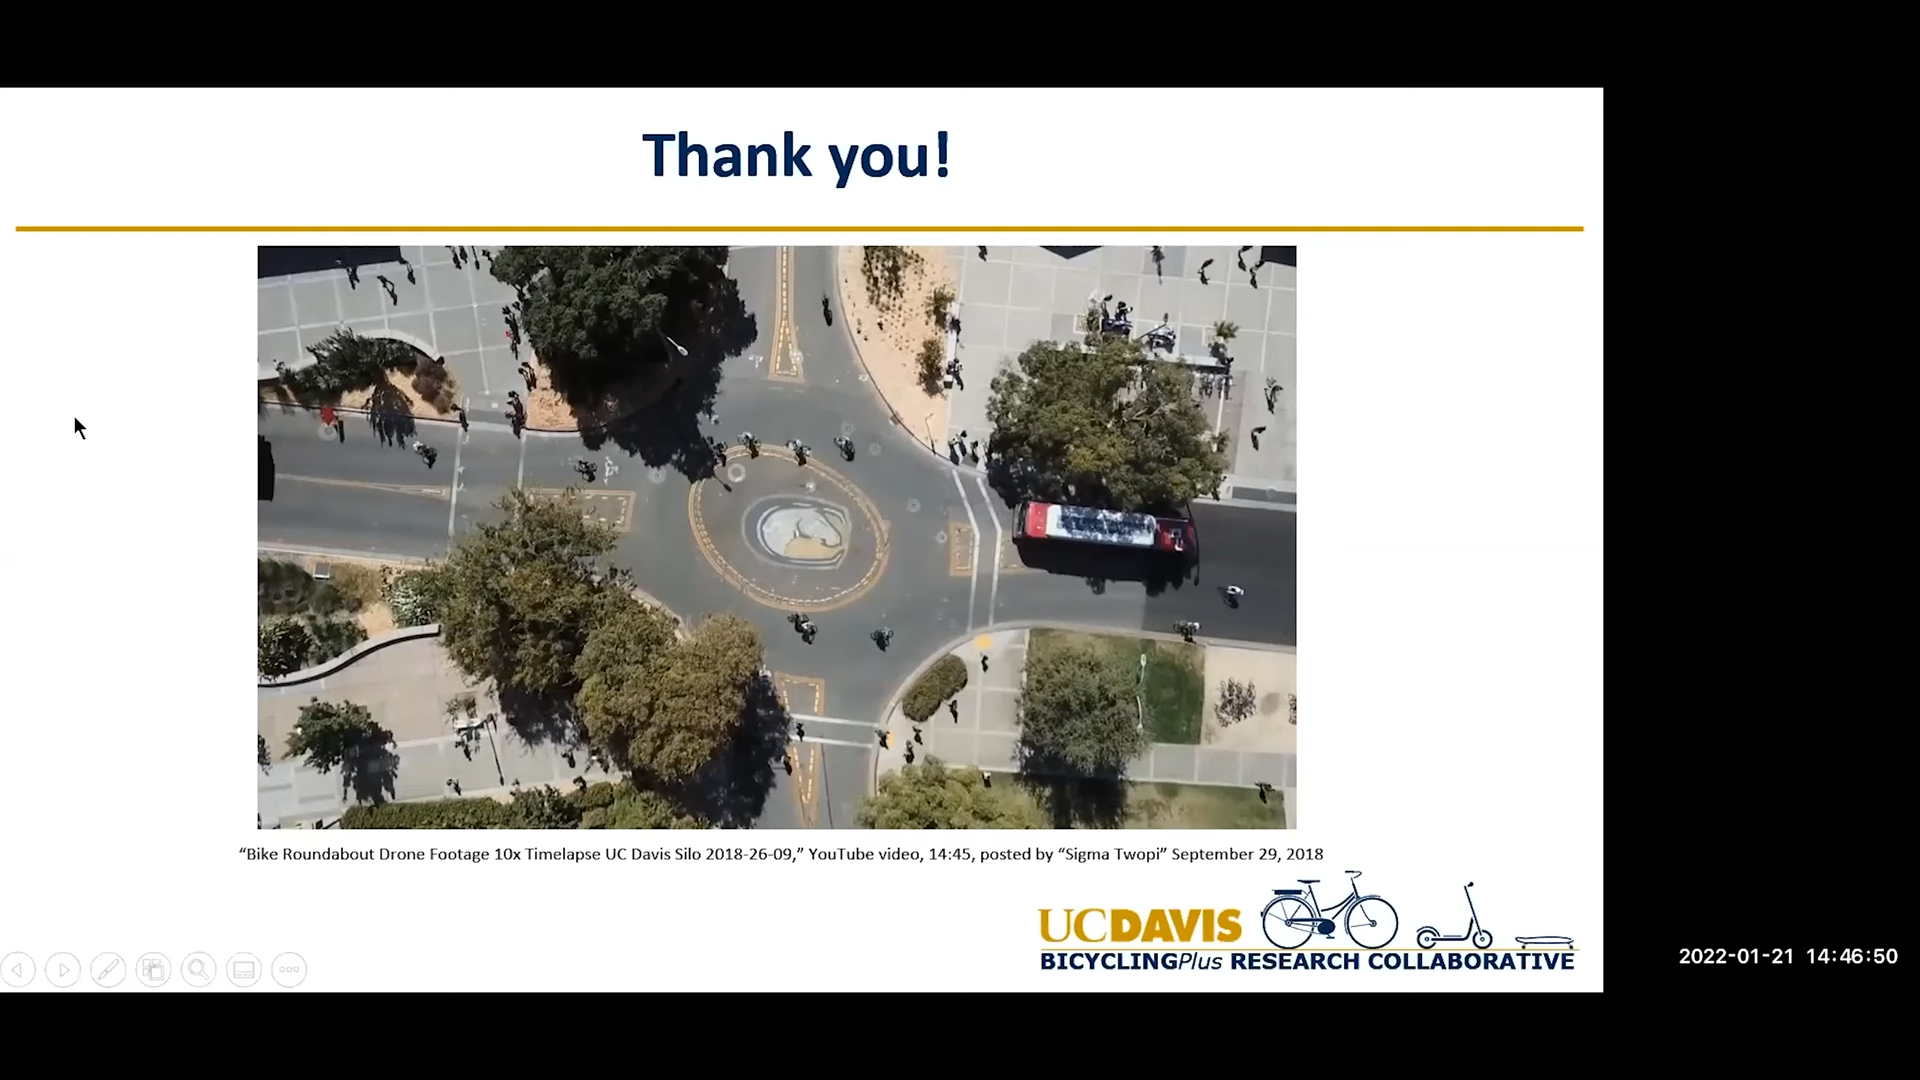 Thank you!
“Bike Roundabout Drone Footage 10x Timelapse UC Davis Silo 2018-26-09,” YouTube video, 14:45, posted by “Sigma Twopi” September 29, 2018
UCDAVIS
BICYCLINGPlus RESEARCH COLLABORATIVE
2022-01-21 14:46:50